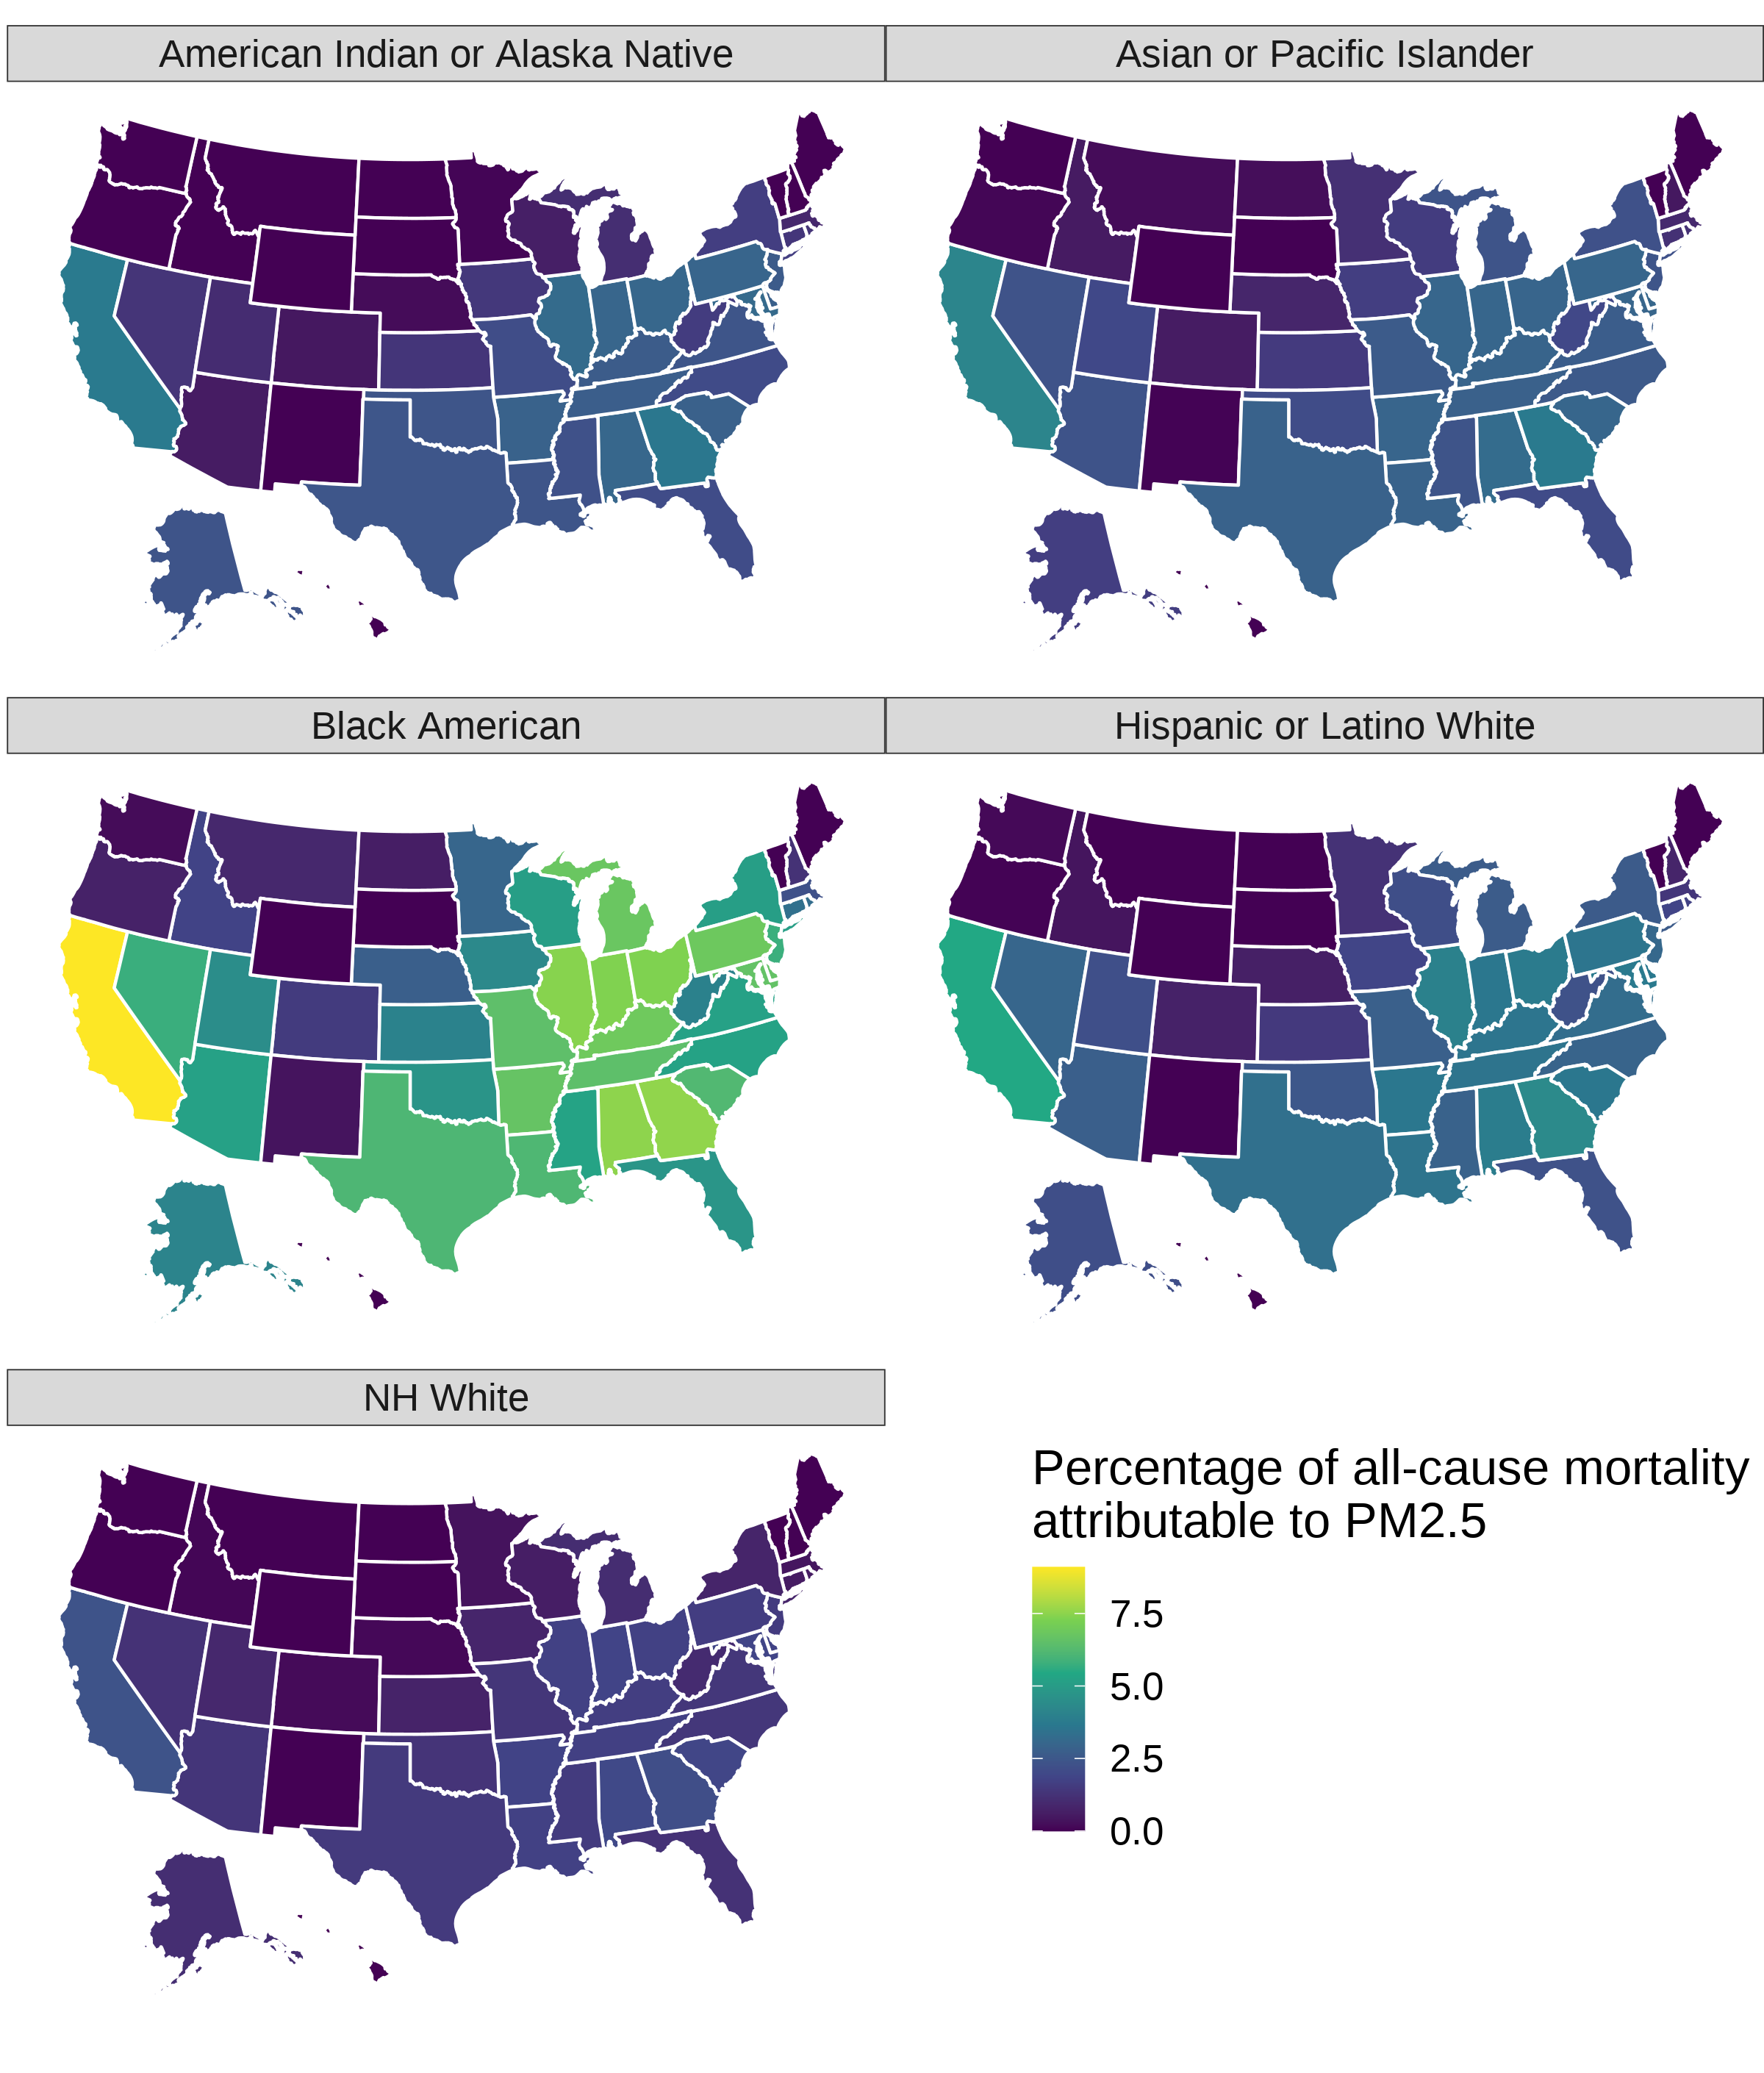 American Indian or Alaska Native
Asian or Pacific Islander
Black American
Hispanic or Latino White
NH White
Percentage of all-cause mortality
attributable to PM2.5
7.5
5.0
2.5
0.0